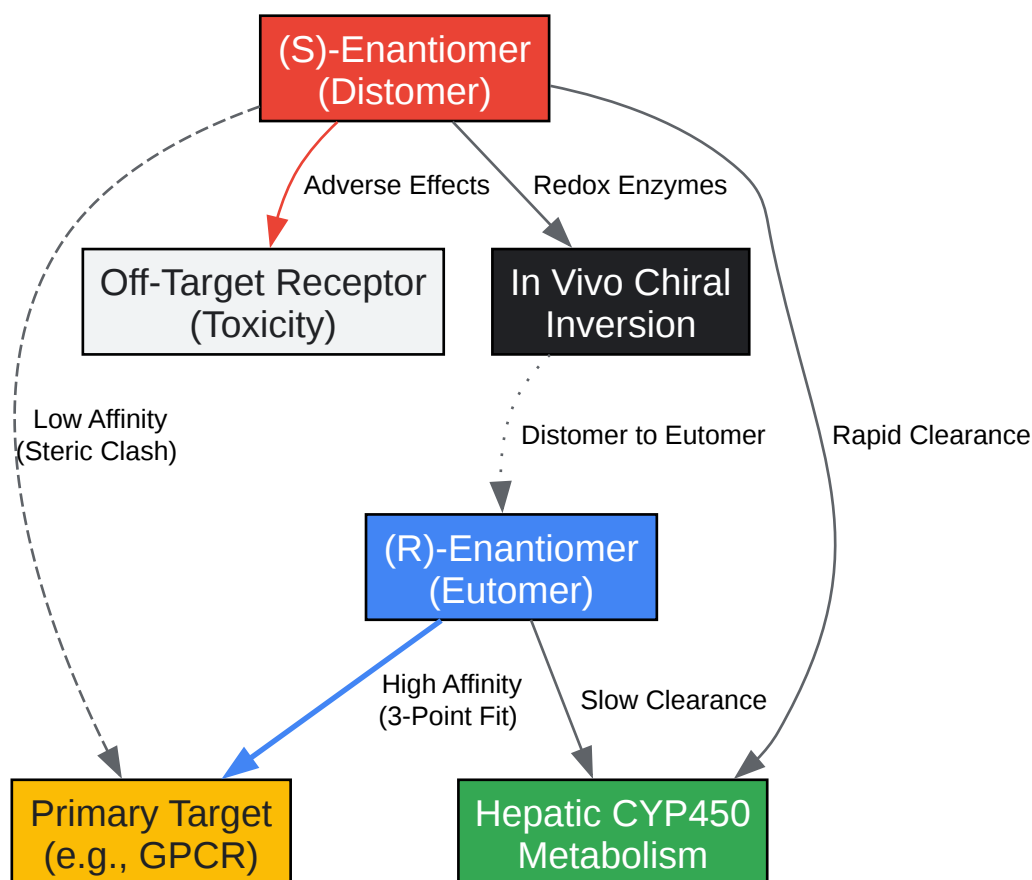 (S)-Enantiomer
(Distomer)
Adverse Effects
Redox Enzymes
Off-Target Receptor
(Toxicity)
In Vivo Chiral
Inversion
Low Affinity
(Steric Clash)
Distomer to Eutomer
Rapid Clearance
(R)-Enantiomer
(Eutomer)
High Affinity
(3-Point Fit)
Slow Clearance
Primary Target
(e.g., GPCR)
Hepatic CYP450
Metabolism